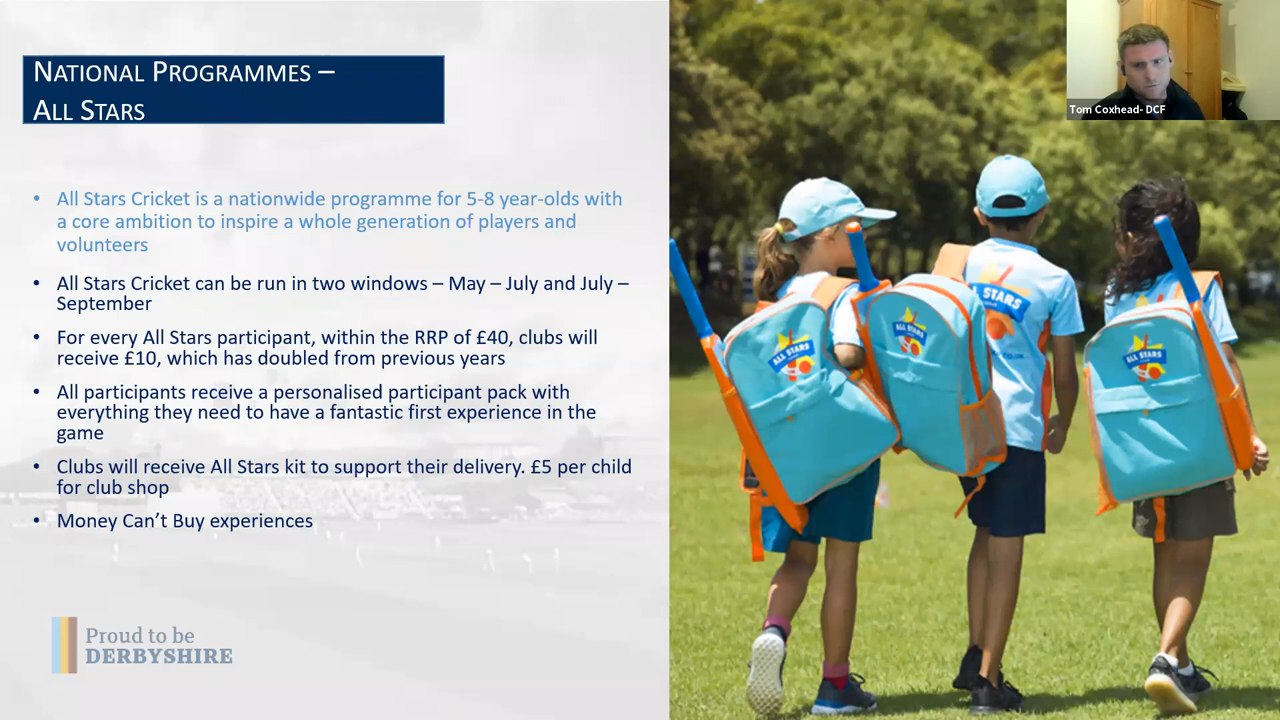 NATIONAL PROGRAMMES –
ALL STARS
• All Stars Cricket is a nationwide programme for 5-8 year-olds with
a core ambition to inspire a whole generation of players and
volunteers
• All Stars Cricket can be run in two windows – May – July and July –
September
• For every All Stars participant, within the RRP of £40, clubs will
receive £10, which has doubled from previous years
• All participants receive a personalised participant pack with
everything they need to have a fantastic first experience in the
game
• Clubs will receive All Stars kit to support their delivery. £5 per child
for club shop
• Money Can’t Buy experiences
Proud to be
DERBYSHIRE
Tom Coxhead- DCF
ALL STARS
ALL STARS
ALL STARS
ALL STARS